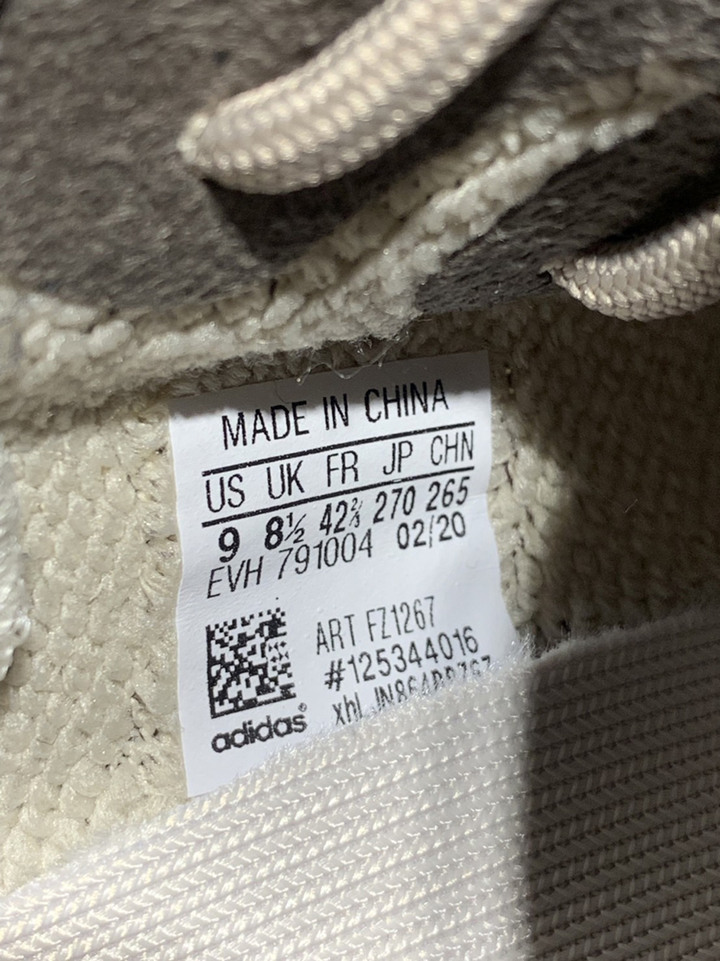 MADE IN CHINA
US UK FR JP CHN
9 8½ 42⅔ 270 265
EVH 791004 02/20
ART FZ1267
#125344016
adidas®